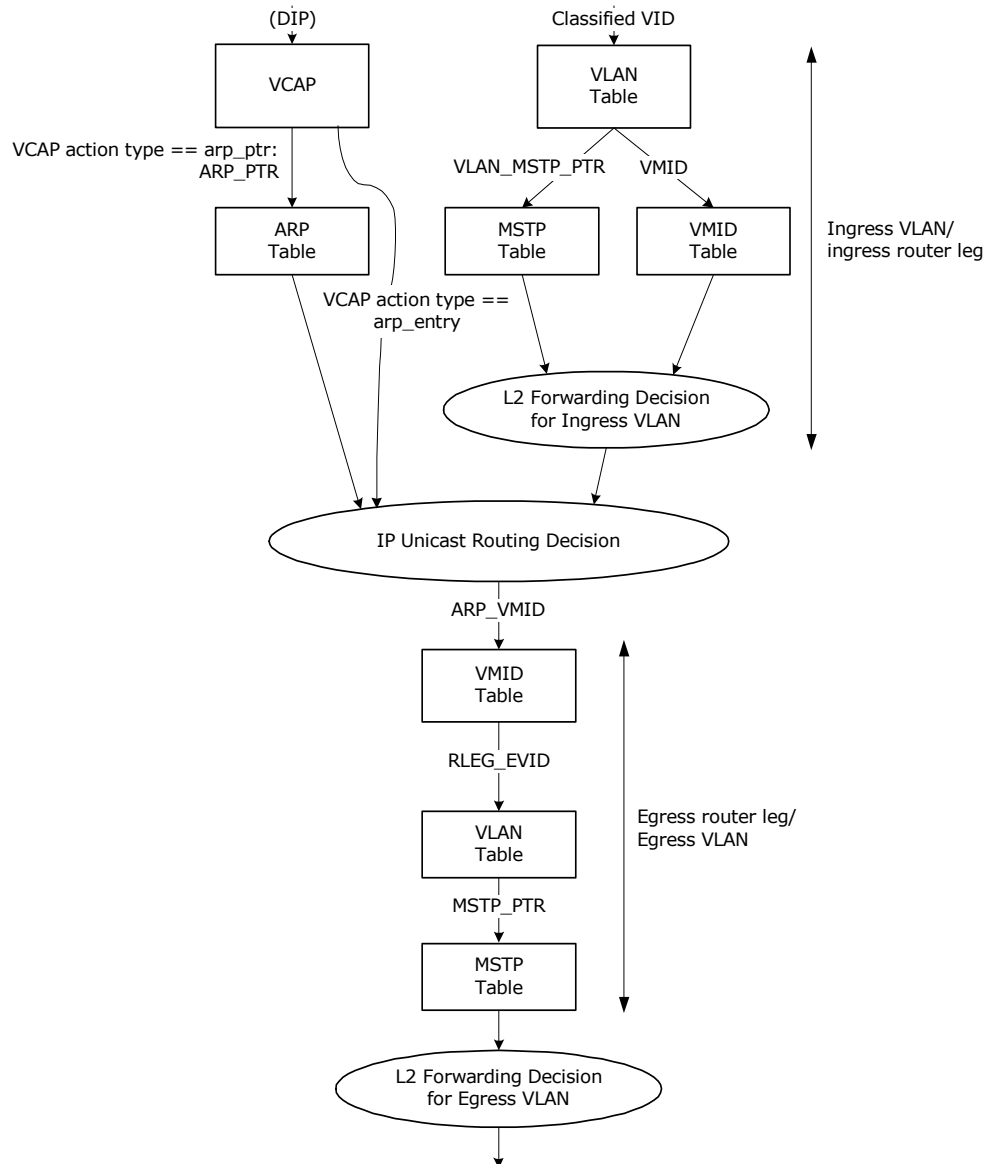 (DIP)
Classified VID
VCAP
VLAN
Table
VCAP action type == arp_ptr:
ARP_PTR
VLAN_MSTP_PTR
VMID
ARP
Table
MSTP
Table
VMID
Table
Ingress VLAN/
ingress router leg
VCAP action type ==
arp_entry
L2 Forwarding Decision
for Ingress VLAN
IP Unicast Routing Decision
ARP_VMID
VMID
Table
RLEG_EVID
VLAN
Table
Egress router leg/
Egress VLAN
MSTP_PTR
MSTP
Table
L2 Forwarding Decision
for Egress VLAN